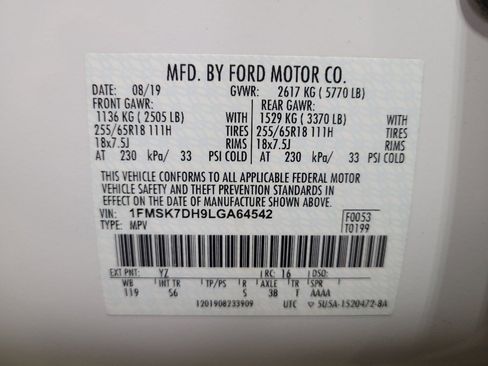 MFD. BY FORD MOTOR CO.
DATE: 08/19 GVWR: 2617 KG ( 5770 LB)
FRONT GAWR: REAR GAWR:
1136 KG ( 2505 LB) WITH 1529 KG ( 3370 LB) WITH
255/65R18 111H TIRES 255/65R18 111H TIRES
18x7.5J RIMS 18x7.5J RIMS
AT 230 kPa/ 33 PSI COLD AT 230 kPa/ 33 PSI COLD
THIS VEHICLE CONFORMS TO ALL APPLICABLE FEDERAL MOTOR
VEHICLE SAFETY AND THEFT PREVENTION STANDARDS IN
EFFECT ON THE DATE OF MANUFACTURE SHOWN ABOVE.
VIN: 1FMSK7DH9LGA64542 F0053
TYPE: MPV T0199
EXT PNT: YZ RC: 16 DSO:
WB INT TR TP/PS R AXLE TR SPR
119 S6 5 38 T AAAA
1201908233909 UTC ▽ 5U5A-1520472-BA